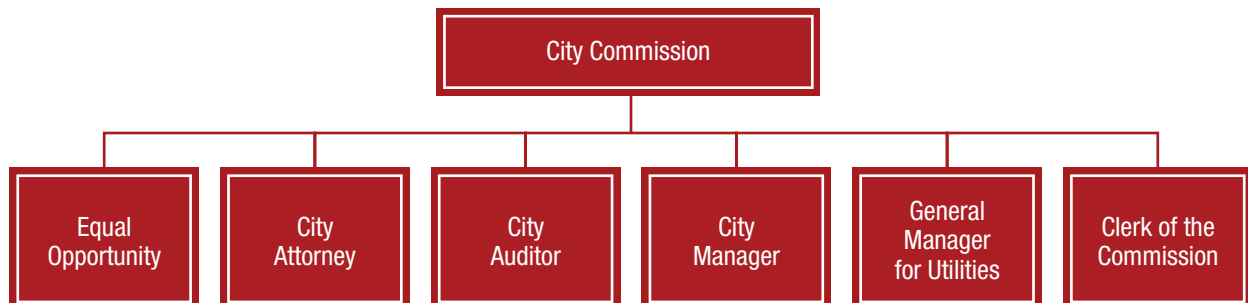 City Commission
Equal
Opportunity
City
Attorney
City
Auditor
City
Manager
General
Manager
for Utilities
Clerk of the
Commission